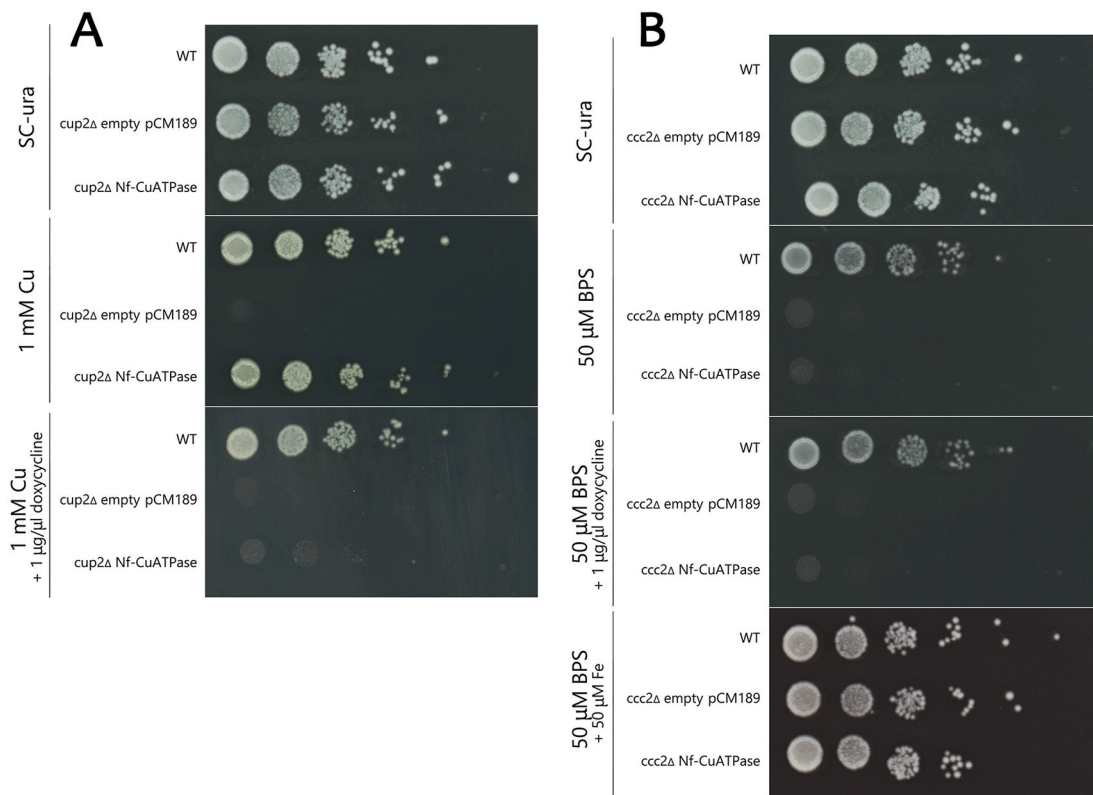 A
SC-ura
WT
cup2Δ empty pCM189
cup2Δ Nf-CuATPase
1 mM Cu
WT
cup2Δ empty pCM189
cup2Δ Nf-CuATPase
1 mM Cu
+ 1 µg/µl doxycycline
WT
cup2Δ empty pCM189
cup2Δ Nf-CuATPase
B
SC-ura
WT
ccc2Δ empty pCM189
ccc2Δ Nf-CuATPase
50 µM BPS
WT
ccc2Δ empty pCM189
ccc2Δ Nf-CuATPase
50 µM BPS
+ 1 µg/µl doxycycline
WT
ccc2Δ empty pCM189
ccc2Δ Nf-CuATPase
50 µM BPS
+ 50 µM Fe
WT
ccc2Δ empty pCM189
ccc2Δ Nf-CuATPase